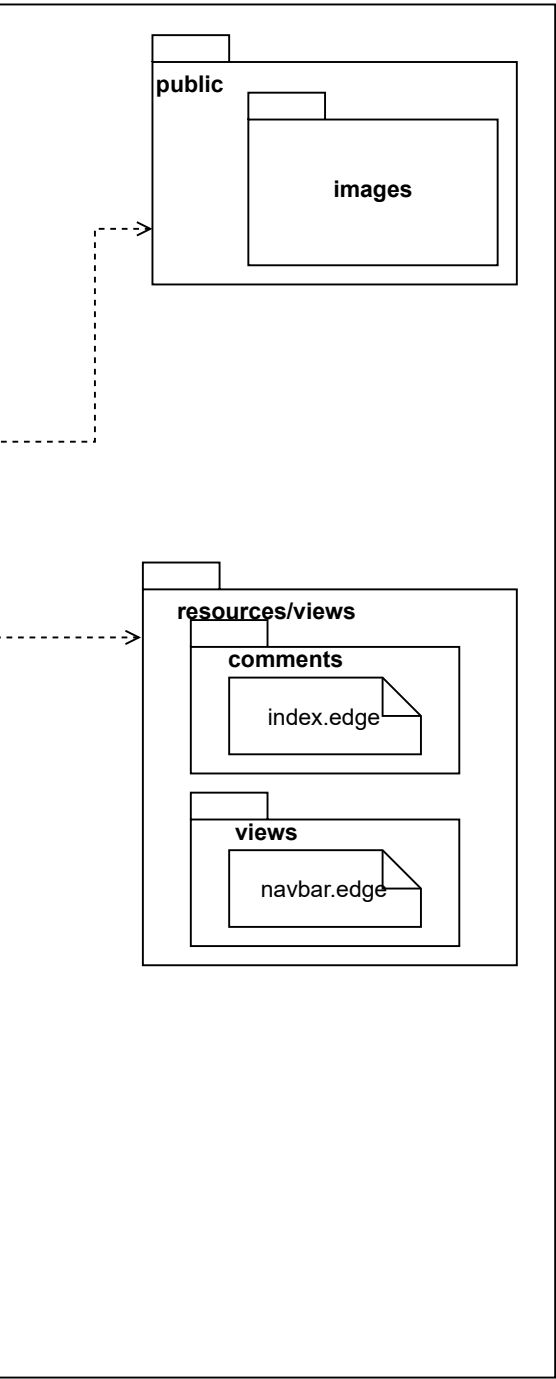 public
images
resources/views
comments
index.edge
views
navbar.edge